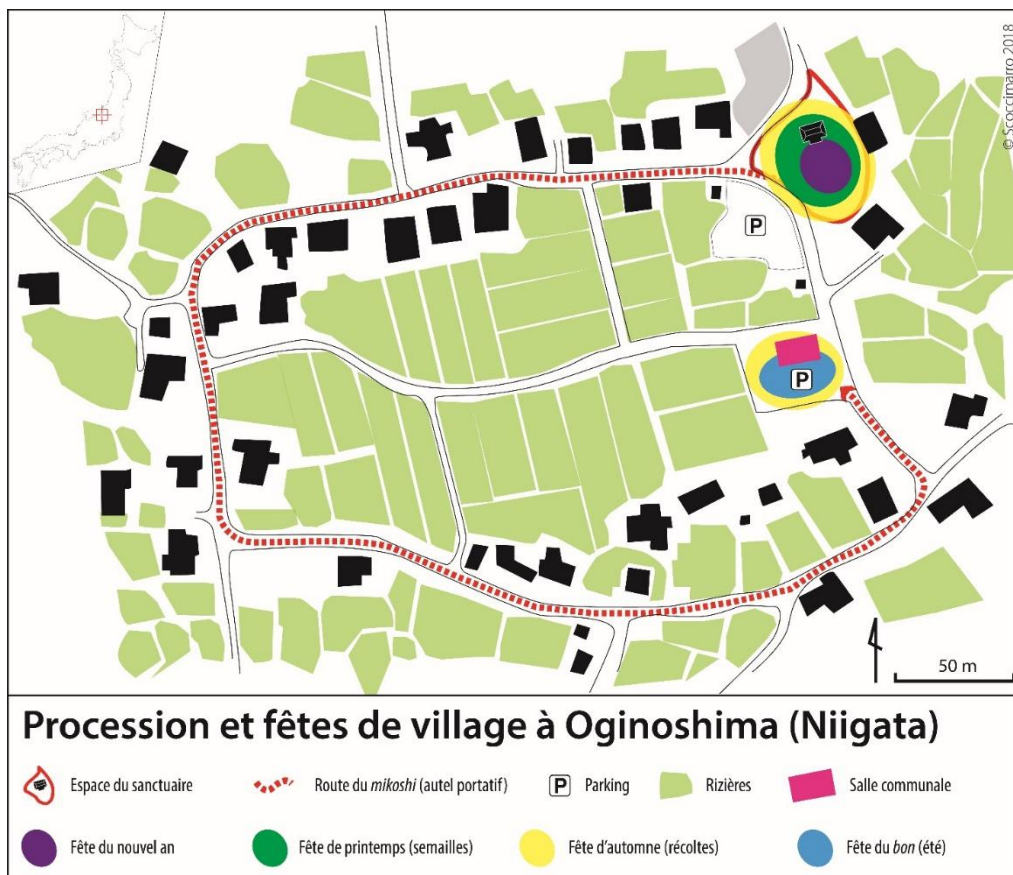 © Scoccimarro 2018
P
P
50 m
Procession et fêtes de village à Oginoshima (Niigata)
Espace du sanctuaire
Route du mikoshi (autel portatif)
P Parking
Rizières
Salle communale
Fête du nouvel an
Fête de printemps (semailles)
Fête d'automne (récoltes)
Fête du bon (été)